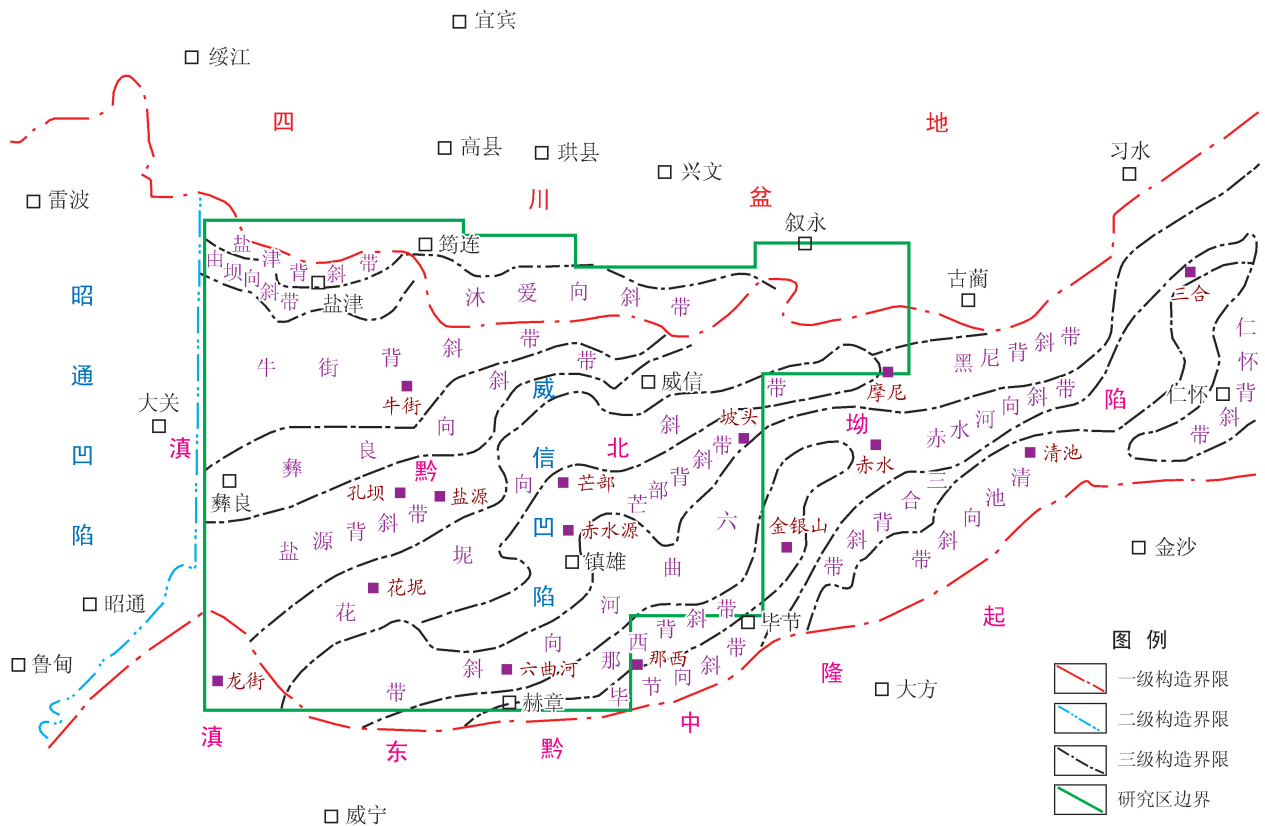 宜宾
绥江
四
地
高县
珙县
习水
兴文
雷波
川
盆
叙永
筠连
盐津背斜带
由坝向斜带
盐津
沐爱向斜带
古蔺
三合
昭通凹陷
牛街背斜带
牛街
威信
黑尼背斜带
摩尼
仁怀背斜带
仁怀
大关
滇
黔
北
坳
陷
彝良向斜带
彝良
威信凹陷
坡头
赤水河向斜带
赤水
清池
孔坝
盐源
芒部
芒部背斜带
三合背斜带
清池向斜带
盐源背斜带
赤水源
镇雄
金银山
金沙
花坭向斜带
花坭
昭通
六曲河向斜带
毕节
鲁甸
龙街
六曲河
那西背斜带
那西
毕节向斜带
赫章
大方
滇东黔中隆起
威宁
图 例
一级构造界限
二级构造界限
三级构造界限
研究区边界